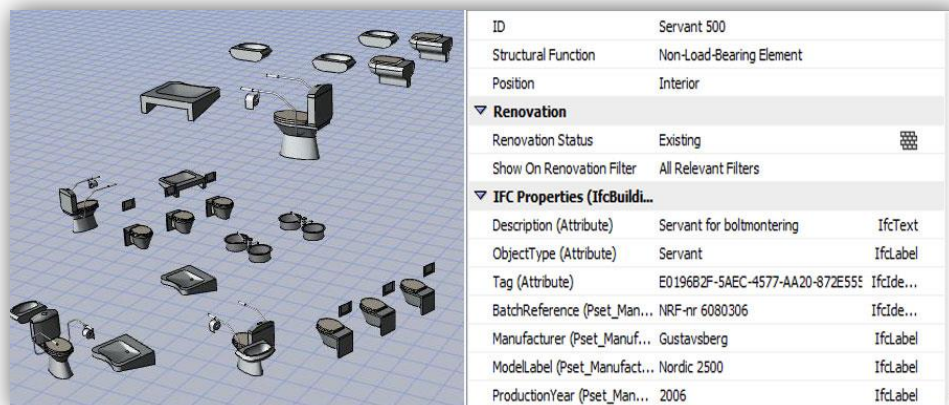 ID Servant 500
Structural Function Non-Load-Bearing Element
Position Interior
Renovation
Renovation Status Existing
Show On Renovation Filter All Relevant Filters
IFC Properties (IfcBuildi...
Description (Attribute) Servant for boltmontering IfcText
ObjectType (Attribute) Servant IfcLabel
Tag (Attribute) E0196B2F-5AEC-4577-AA20-872E555 IfcIde...
BatchReference (Pset_Man... NRF-nr 6080306 IfcIde...
Manufacturer (Pset_Manuf... Gustavsberg IfcLabel
ModelLabel (Pset_Manufact... Nordic 2500 IfcLabel
ProductionYear (Pset_Man... 2006 IfcLabel